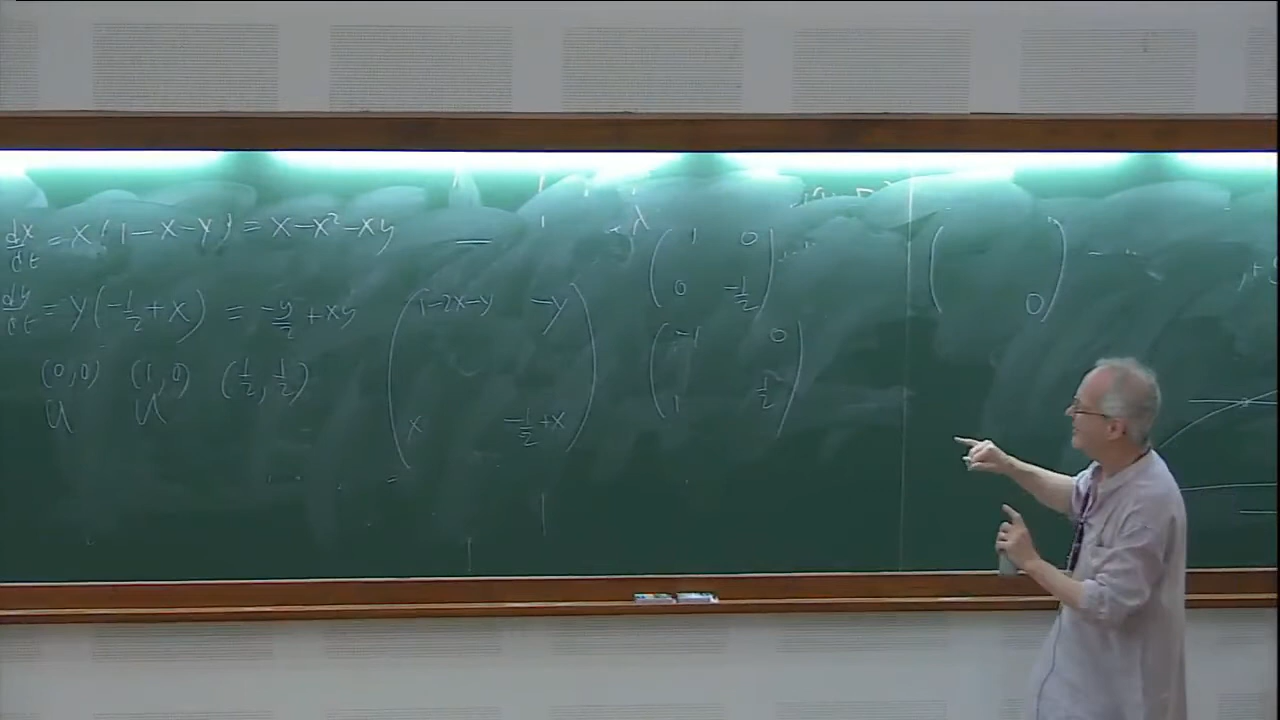 dx/dt = x(1-x-y) = x-x²-xy
dy/dt = y(-1/2+x) = -y/2+xy
(0,0) (1,0) (1/2,1/2)
u u
(1-2x-y -y
x -1/2+x)
λ
(1 0
0 -1/2)
(-1 0
1 1/2)
( 0)